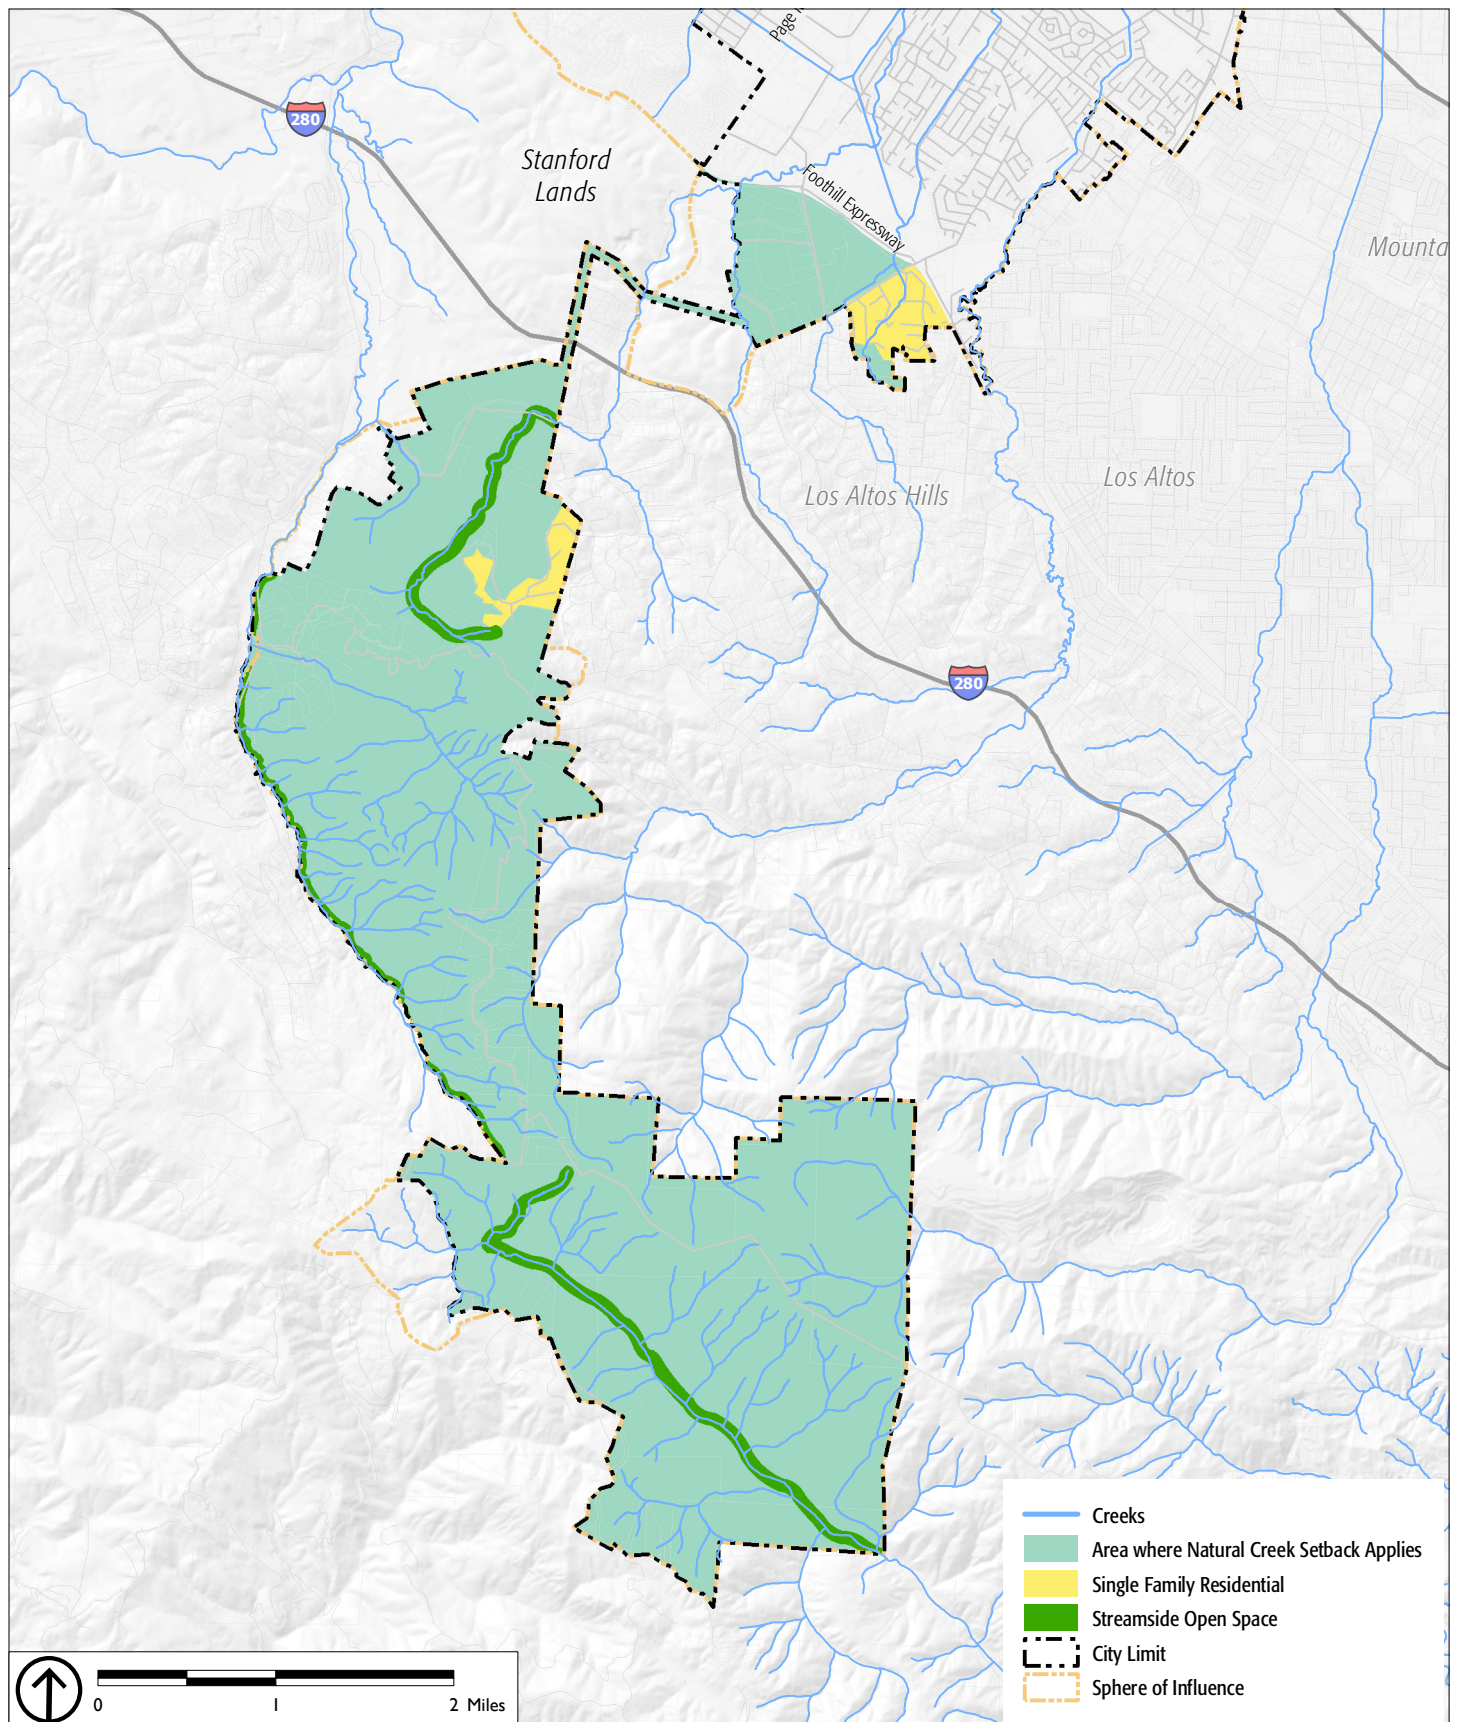 Page
280
Stanford
Lands
Foothill Expressway
Mounta
Los Altos
Los Altos Hills
280
Creeks
Area where Natural Creek Setback Applies
Single Family Residential
Streamside Open Space
City Limit
Sphere of Influence
0 1 2 Miles